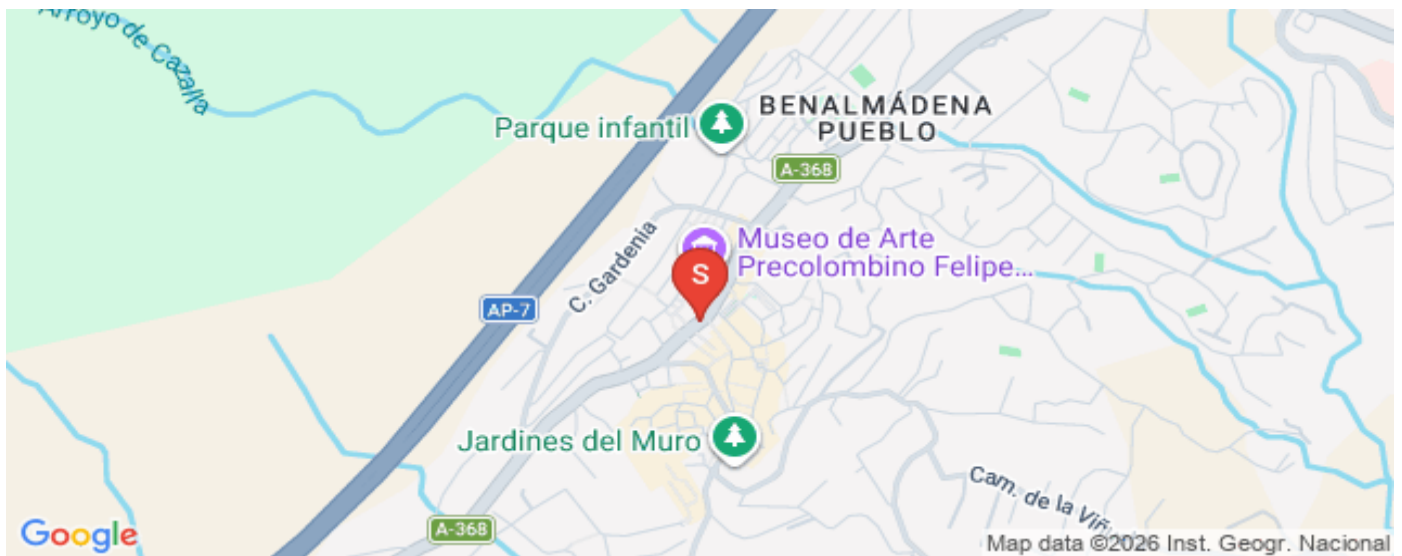 Arroyo de Cazalla
BENALMÁDENA
PUEBLO
Parque infantil
A-368
C. Gardenia
Museo de Arte
Precolombino Felipe...
S
AP-7
Jardines del Muro
Cam. de la Viñ
A-368
Google
Map data ©2026 Inst. Geogr. Nacional